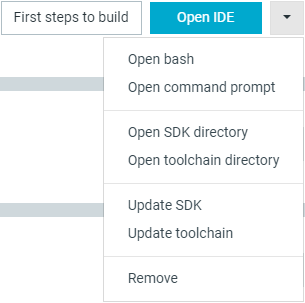 First steps to build
Open IDE
Open bash
Open command prompt
Open SDK directory
Open toolchain directory
Update SDK
Update toolchain
Remove